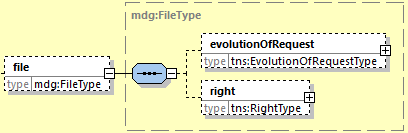 mdg:FileType
evolutionOfRequest
type tns:EvolutionOfRequestType
file
type mdg:FileType
right
type tns:RightType